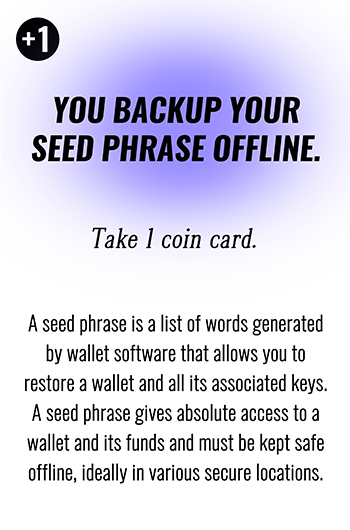 +1
YOU BACKUP YOUR
SEED PHRASE OFFLINE.
Take 1 coin card.
A seed phrase is a list of words generated
by wallet software that allows you to
restore a wallet and all its associated keys.
A seed phrase gives absolute access to a
wallet and its funds and must be kept safe
offline, ideally in various secure locations.